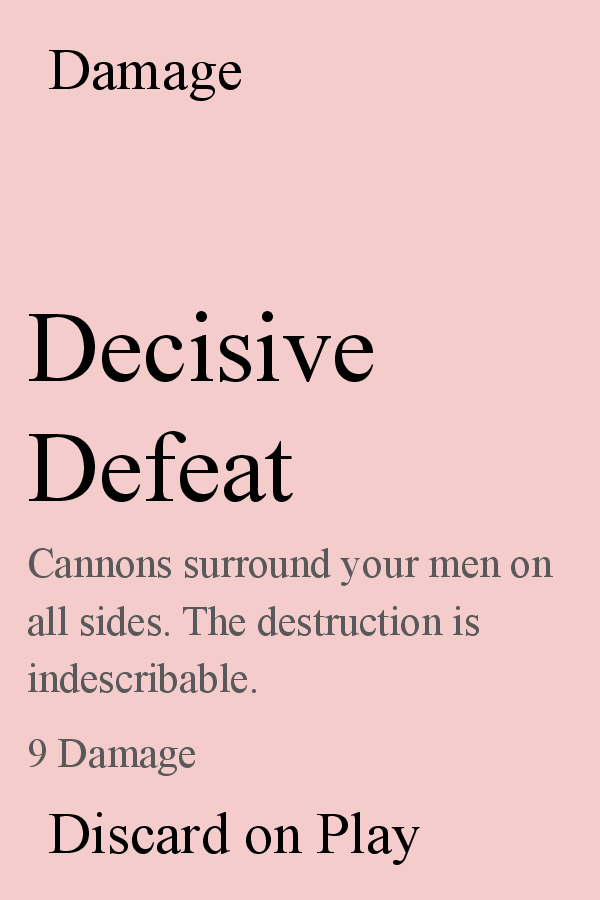 Damage
Decisive
Defeat
Cannons surround your men on
all sides. The destruction is
indescribable.
9 Damage
Discard on Play